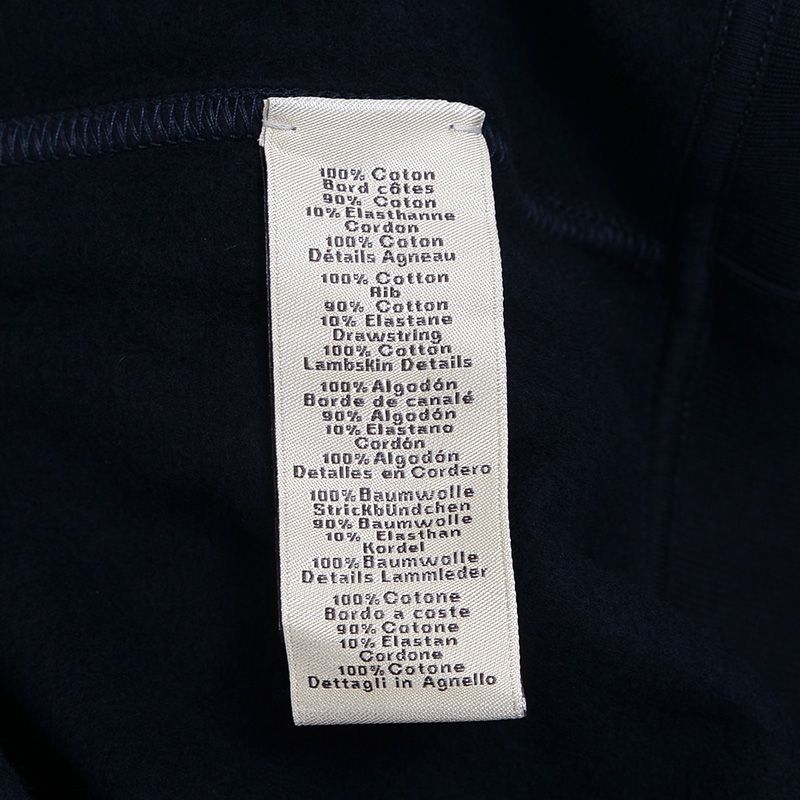 100% Coton
Bord côtes
90% Coton
10% Elasthanne
Cordon
100% Coton
Détails Agneau
100% Cotton
Rib
90% Cotton
10% Elastane
Drawstring
100% Cotton
Lambskin Details
100% Algodón
Borde de canalé
90% Algodón
10% Elastano
Cordón
100% Algodón
Detalles en Cordero
100% Baumwolle
Strickbündchen
90% Baumwolle
10% Elasthan
Kordel
100% Baumwolle
Details Lammleder
100% Cotone
Bordo a coste
90% Cotone
10% Elastan
Cordone
100% Cotone
Dettagli in Agnello